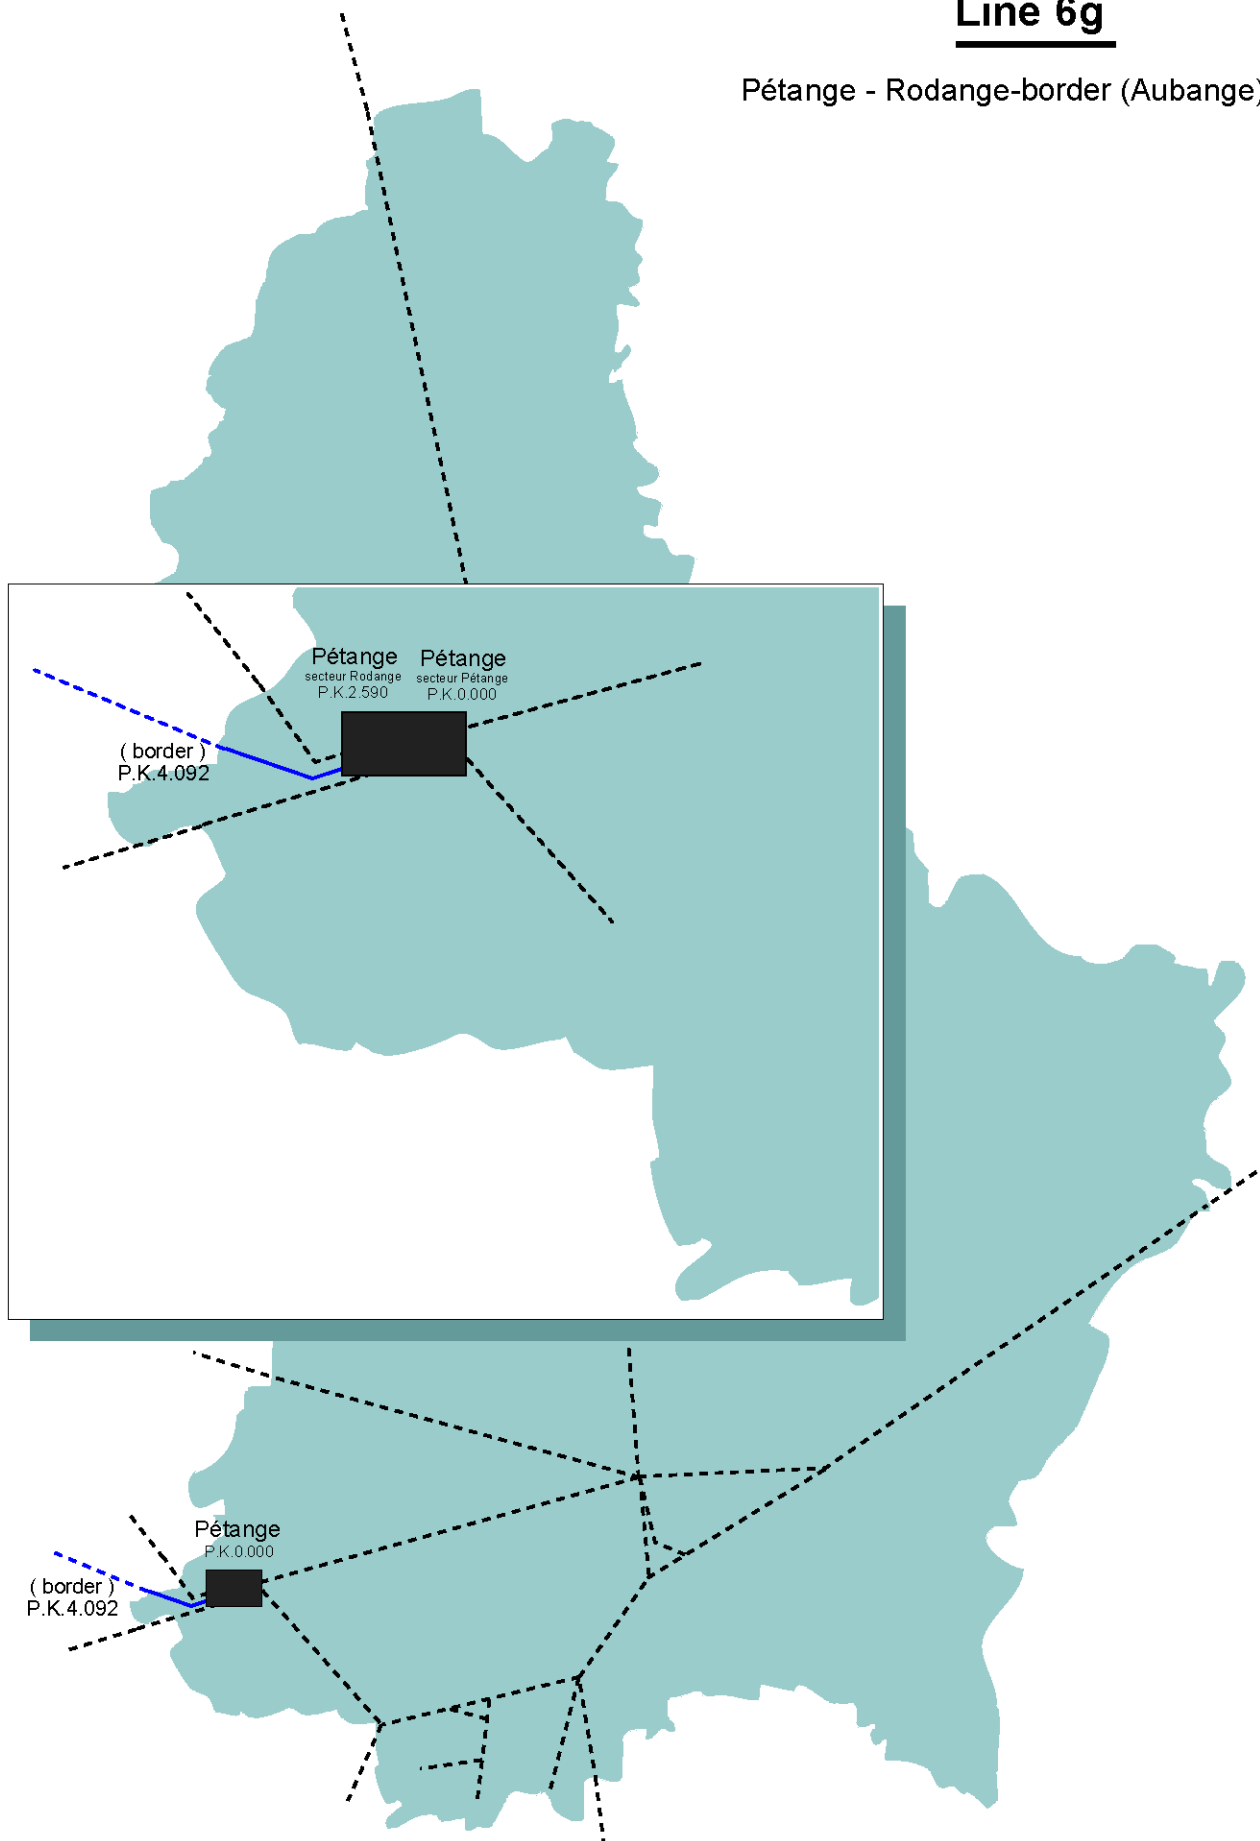 Line 6g
Pétange - Rodange-border (Aubange)
Pétange
secteur Rodange
P.K.2.590
Pétange
secteur Pétange
P.K.0.000
( border )
P.K.4.092
Pétange
P.K.0.000
( border )
P.K.4.092